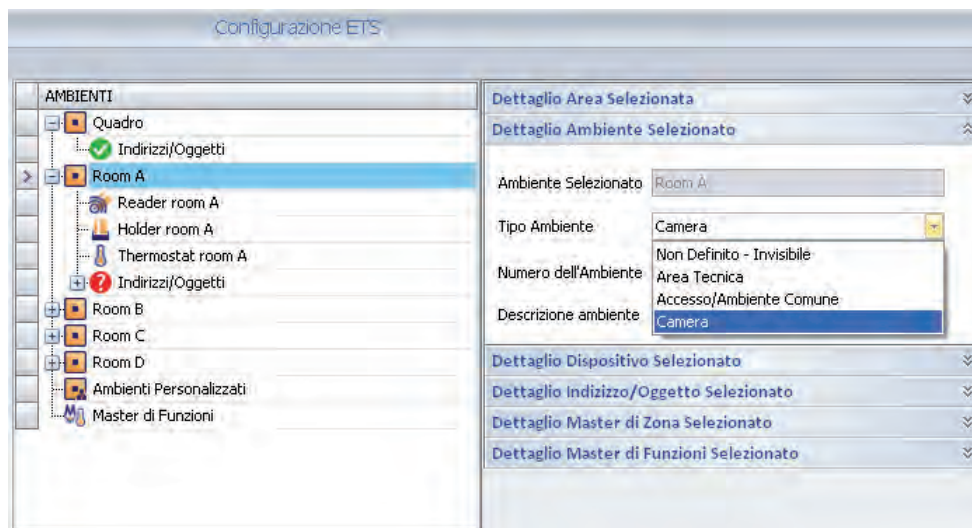 Configurazione ETS
AMBIENTI
Quadro
Indirizzi/Oggetti
Room A
Reader room A
Holder room A
Thermostat room A
Indirizzi/Oggetti
Room B
Room C
Room D
Ambienti Personalizzati
Master di Funzioni
Dettaglio Area Selezionata
Dettaglio Ambiente Selezionato
Ambiente Selezionato Room A
Tipo Ambiente Camera
Non Definito - Invisibile
Numero dell'Ambiente Area Tecnica
Accesso/Ambiente Comune
Descrizione ambiente Camera
Dettaglio Dispositivo Selezionato
Dettaglio Indizizzo/Oggetto Selezionato
Dettaglio Master di Zona Selezionato
Dettaglio Master di Funzioni Selezionato